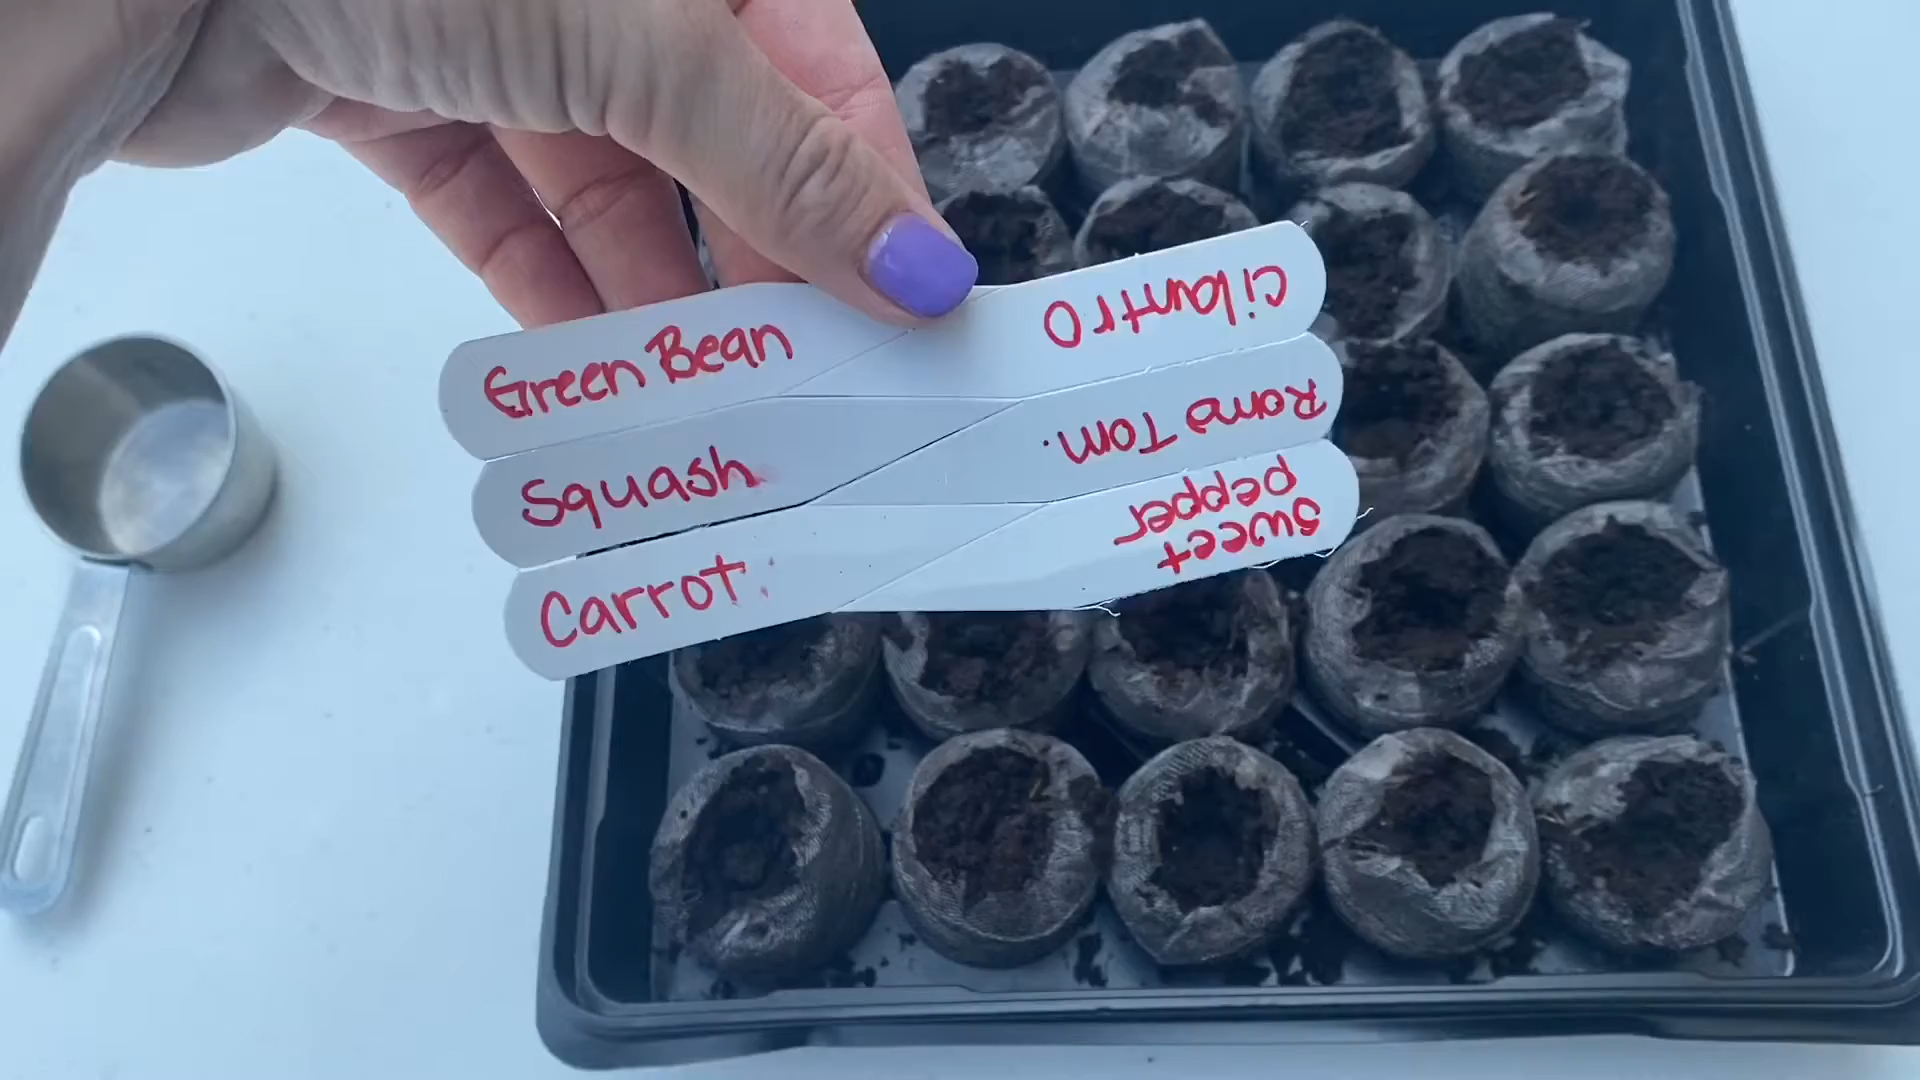 Green Bean
Squash
Carrot
cilantro
Roma Tom.
Sweet
pepper